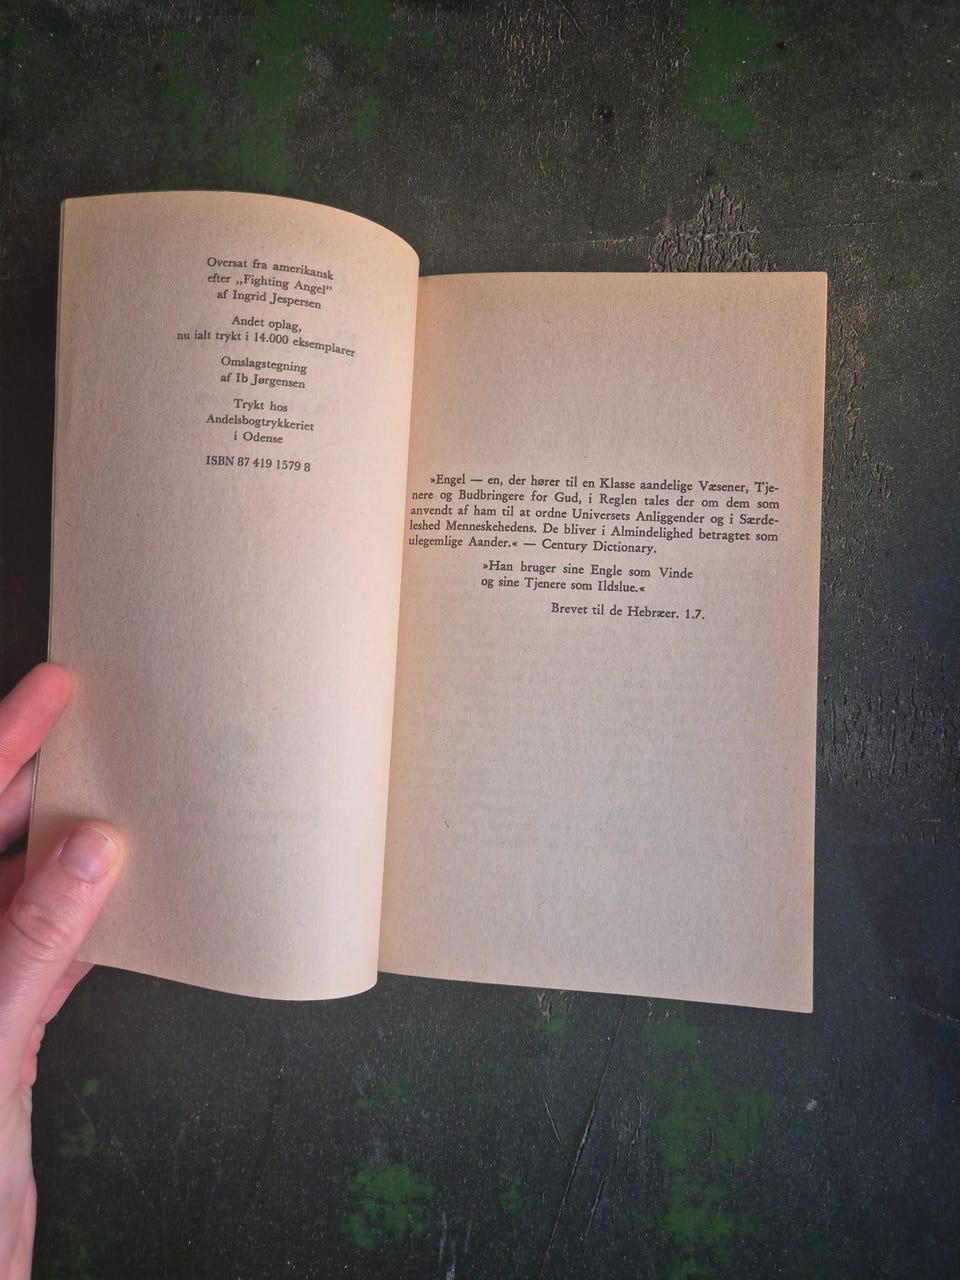 Oversat fra amerikansk
efter „Fighting Angel”
af Ingrid Jespersen
Andet oplag,
nu ialt trykt i 14.000 eksemplarer
Omslagstegning
af Ib Jørgensen
Trykt hos
Andelsbogtrykkeriet
i Odense
ISBN 87 419 1579 8
»Engel — en, der hører til en Klasse aandelige Væsener, Tje-
nere og Budbringere for Gud, i Reglen tales der om dem som
anvendt af ham til at ordne Universets Anliggender og i Særde-
leshed Menneskehedens. De bliver i Almindelighed betragtet som
ulegemlige Aander.« — Century Dictionary.
»Han bruger sine Engle som Vinde
og sine Tjenere som Ildslue.«
Brevet til de Hebræer. 1.7.